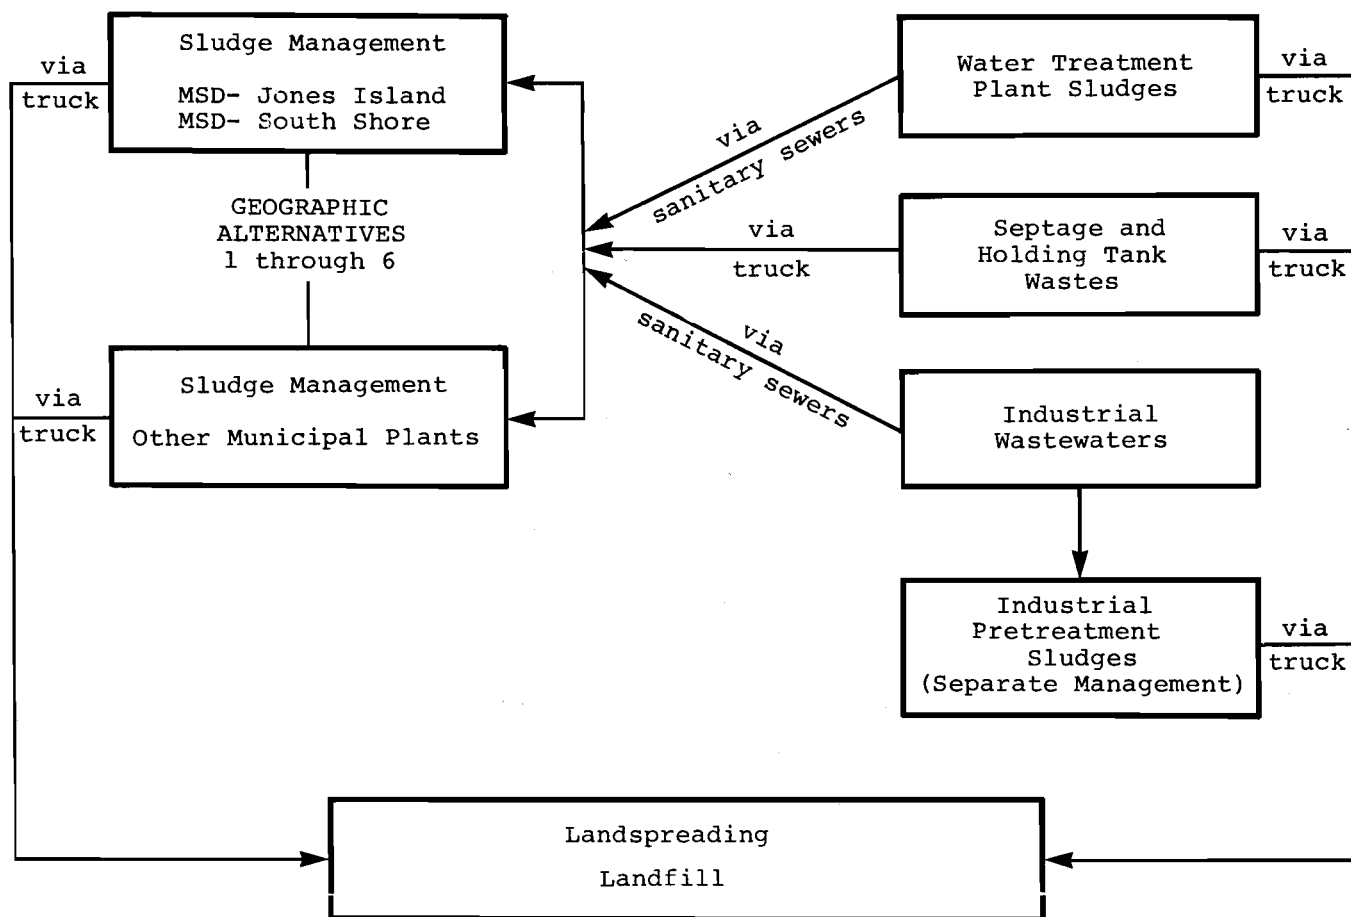 Sludge Management
MSD- Jones Island
MSD- South Shore
via
truck
GEOGRAPHIC
ALTERNATIVES
1 through 6
Sludge Management
Other Municipal Plants
via
truck
via
sanitary sewers
via
truck
via
sanitary sewers
Water Treatment
Plant Sludges
via
truck
Septage and
Holding Tank
Wastes
via
truck
Industrial
Wastewaters
Industrial
Pretreatment
Sludges
(Separate Management)
via
truck
Landspreading
Landfill